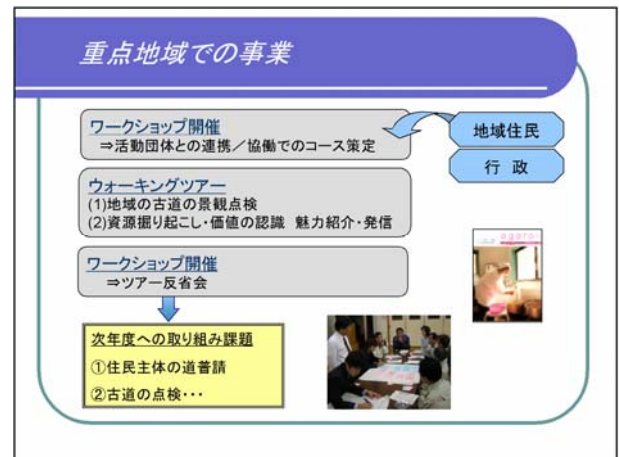 重点地域での事業
ワークショップ開催
⇒活動団体との連携／協働でのコース策定
地域住民
行 政
ウォーキングツアー
(1)地域の古道の景観点検
(2)資源掘り起こし・価値の認識 魅力紹介・発信
ワークショップ開催
⇒ツアー反省会
agara
次年度への取り組み課題
①住民主体の道普請
②古道の点検･･･